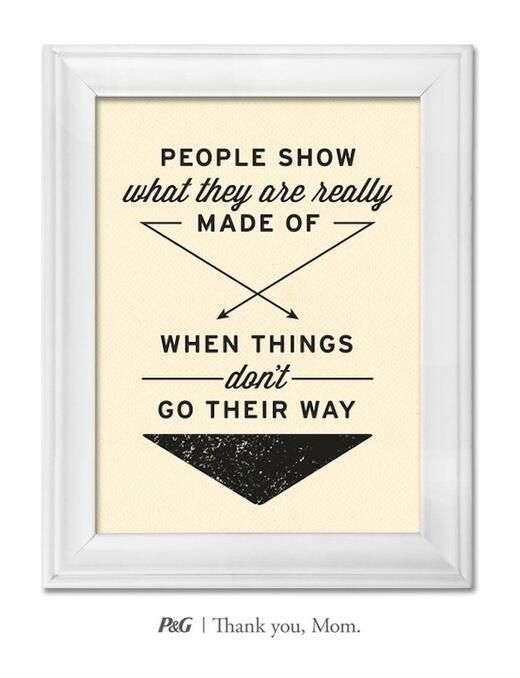 PEOPLE SHOW
what they are really
MADE OF
WHEN THINGS
don't
GO THEIR WAY
P&G | Thank you, Mom.